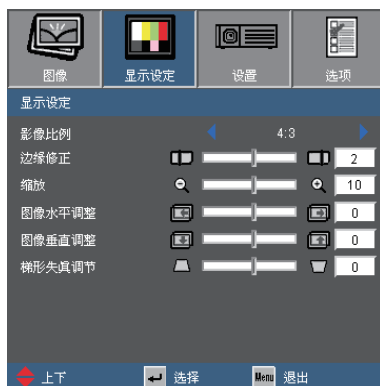 图像 显示设定 设置 选项
显示设定
影像比例 4:3
边缘修正 2
缩放 10
图像水平调整 0
图像垂直调整 0
梯形失真调节 0
上下 选择 Menu 退出